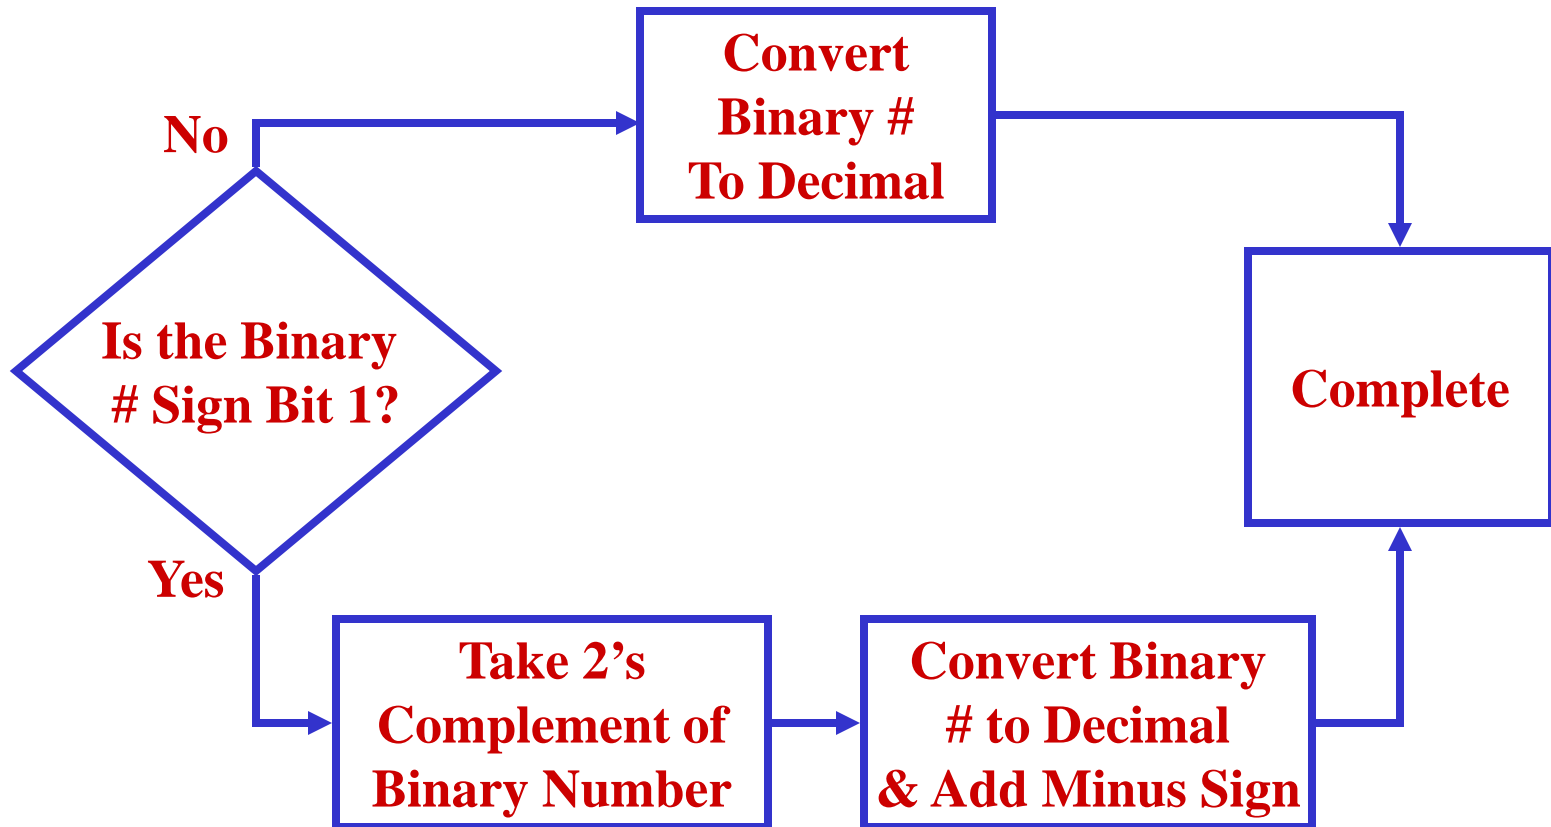 Convert
Binary #
To Decimal
No
Is the Binary
# Sign Bit 1?
Complete
Yes
Take 2’s
Complement of
Binary Number
Convert Binary
# to Decimal
& Add Minus Sign